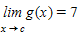 lim g(x) = 7
x → c